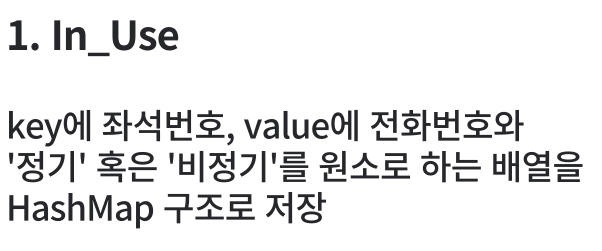 1. In_Use
key에 좌석번호, value에 전화번호와
'정기' 혹은 '비정기'를 원소로 하는 배열을
HashMap 구조로 저장